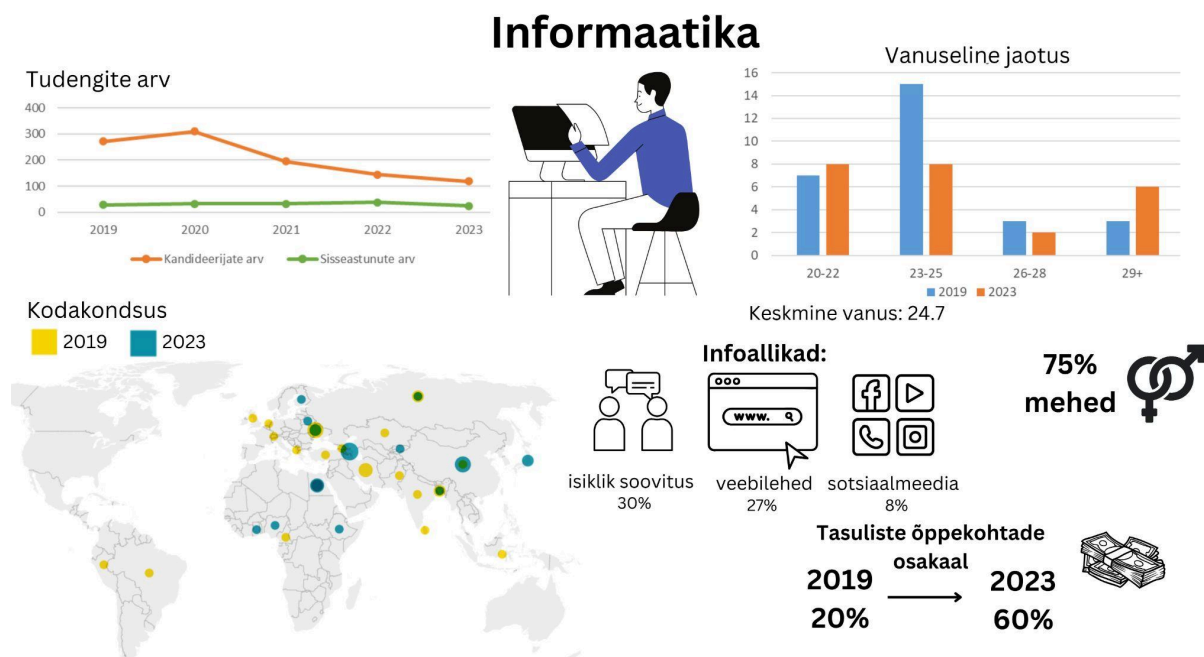 Informaatika
Tudengite arv
400
300
200
100
0
2019 2020 2021 2022 2023
Kandideerijate arv Sisseastunute arv
Vanuseline jaotus
16
14
12
10
8
6
4
2
0
20-22 23-25 26-28 29+
2019 2023
Keskmine vanus: 24.7
Kodakondsus
2019 2023
Infoallikad:
www.
isiklik soovitus
30%
veebilehed
27%
sotsiaalmeedia
8%
75%
mehed
Tasuliste õppekohtade
osakaal
2019 2023
20% 60%